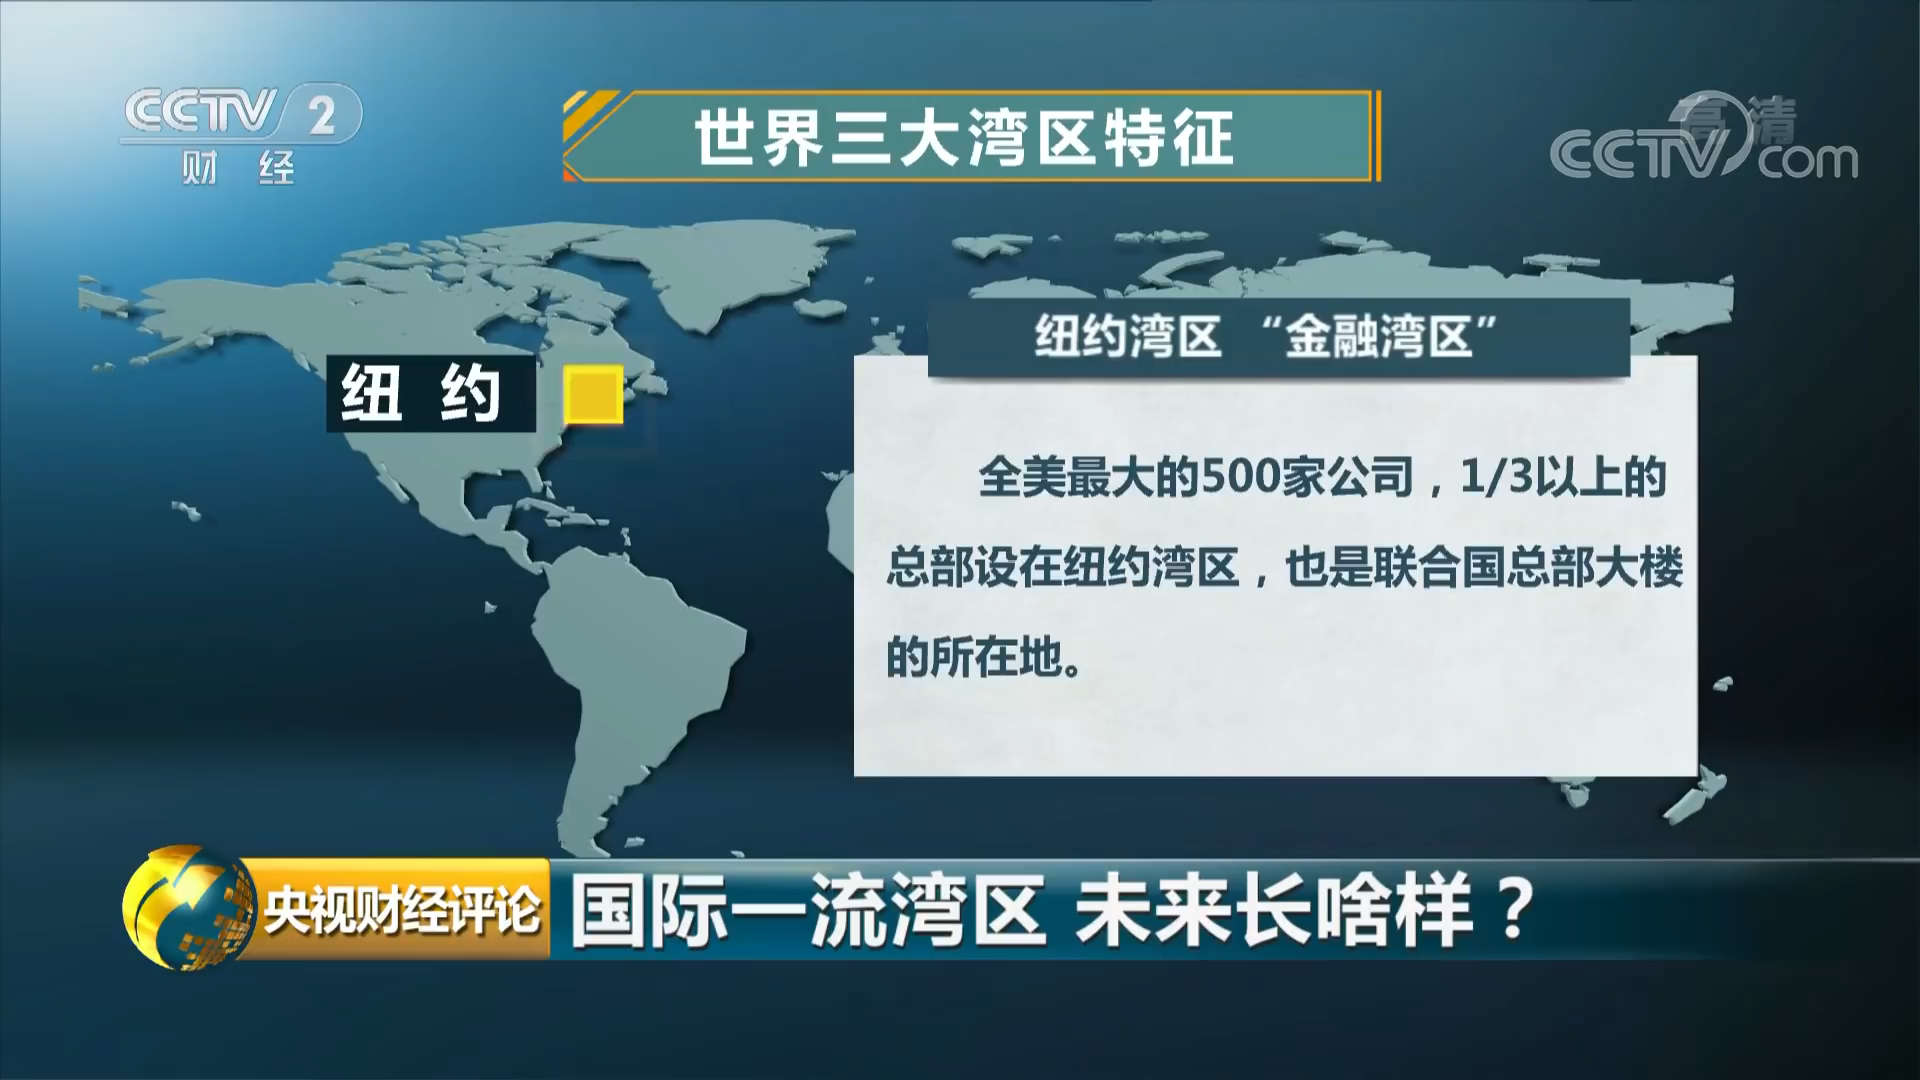 CCTV 2
财 经
世界三大湾区特征
高清
CCTV.com
纽约湾区 “金融湾区”
纽 约
全美最大的500家公司，1/3以上的
总部设在纽约湾区，也是联合国总部大楼
的所在地。
央视财经评论
国际一流湾区 未来长啥样？